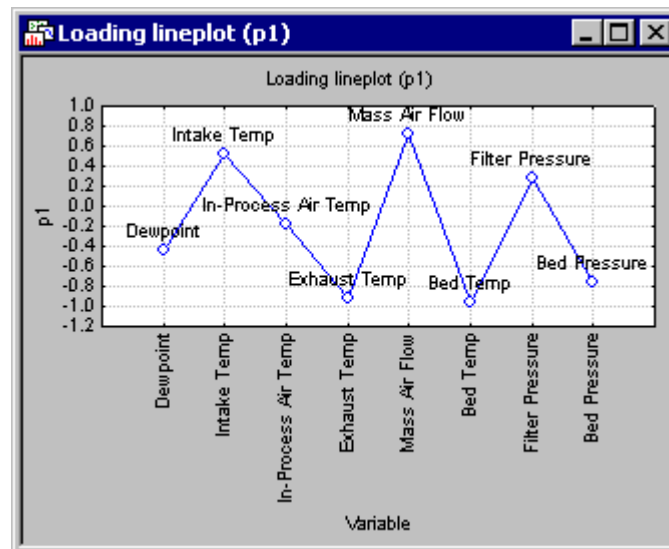 Loading lineplot (p1)
Loading lineplot (p1)
1.0
0.8
0.6
0.4
0.2
0.0
-0.2
-0.4
-0.6
-0.8
-1.0
-1.2
p1
Mass Air Flow
Intake Temp
Filter Pressure
In-Process Air Temp
Dewpoint
Bed Pressure
Exhaust Temp
Bed Temp
Dewpoint
Intake Temp
In-Process Air Temp
Exhaust Temp
Mass Air Flow
Bed Temp
Filter Pressure
Bed Pressure
Variable